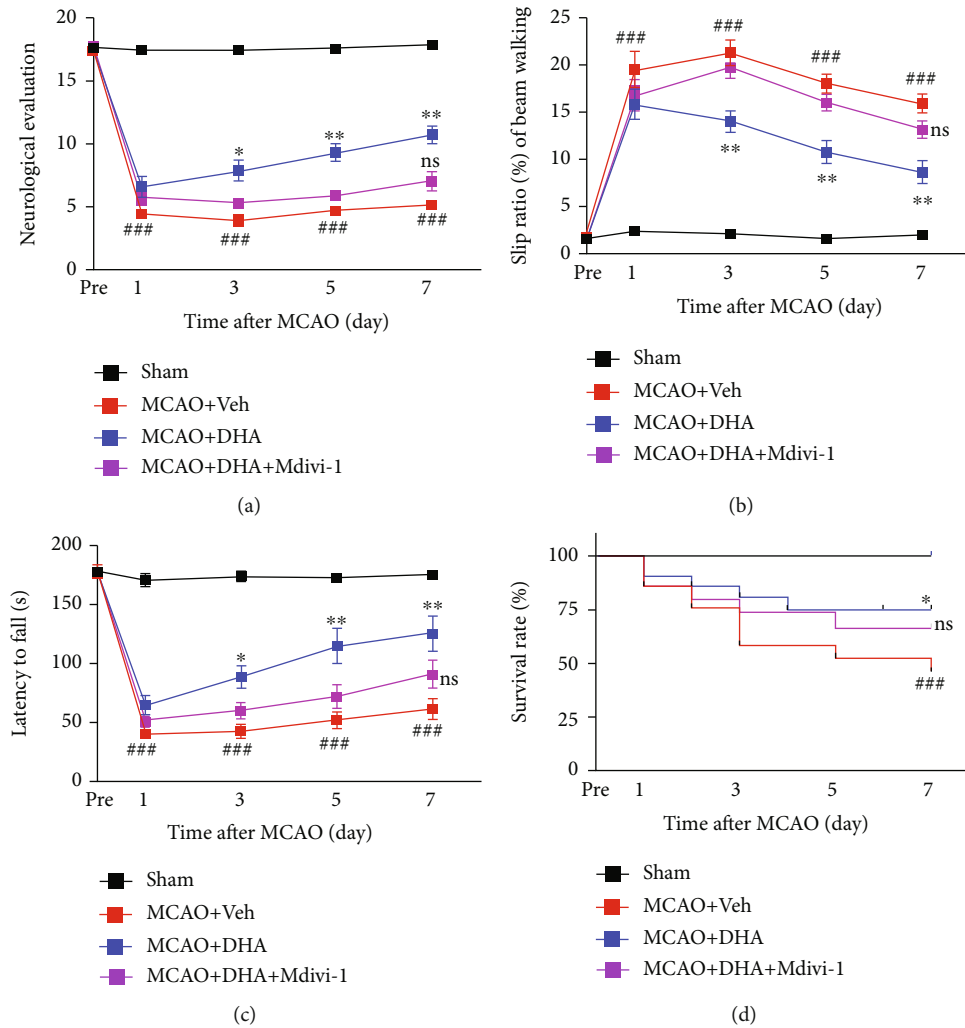 20
15
10
5
0
Neurological evaluation
*
**
**
ns
###
###
###
###
Pre
1
3
5
7
Time after MCAO (day)
Sham
MCAO+Veh
MCAO+DHA
MCAO+DHA+Mdivi-1
(a)
25
20
15
10
5
0
Slip ratio (%) of beam walking
###
###
###
###
ns
**
**
**
Pre
1
3
5
7
Time after MCAO (day)
Sham
MCAO+Veh
MCAO+DHA
MCAO+DHA+Mdivi-1
(b)
200
150
100
50
0
Latency to fall (s)
*
**
**
ns
###
###
###
###
Pre
1
3
5
7
Time after MCAO (day)
Sham
MCAO+Veh
MCAO+DHA
MCAO+DHA+Mdivi-1
(c)
100
75
50
25
0
Survival rate (%)
*
ns
###
Pre
1
3
5
7
Time after MCAO (day)
Sham
MCAO+Veh
MCAO+DHA
MCAO+DHA+Mdivi-1
(d)